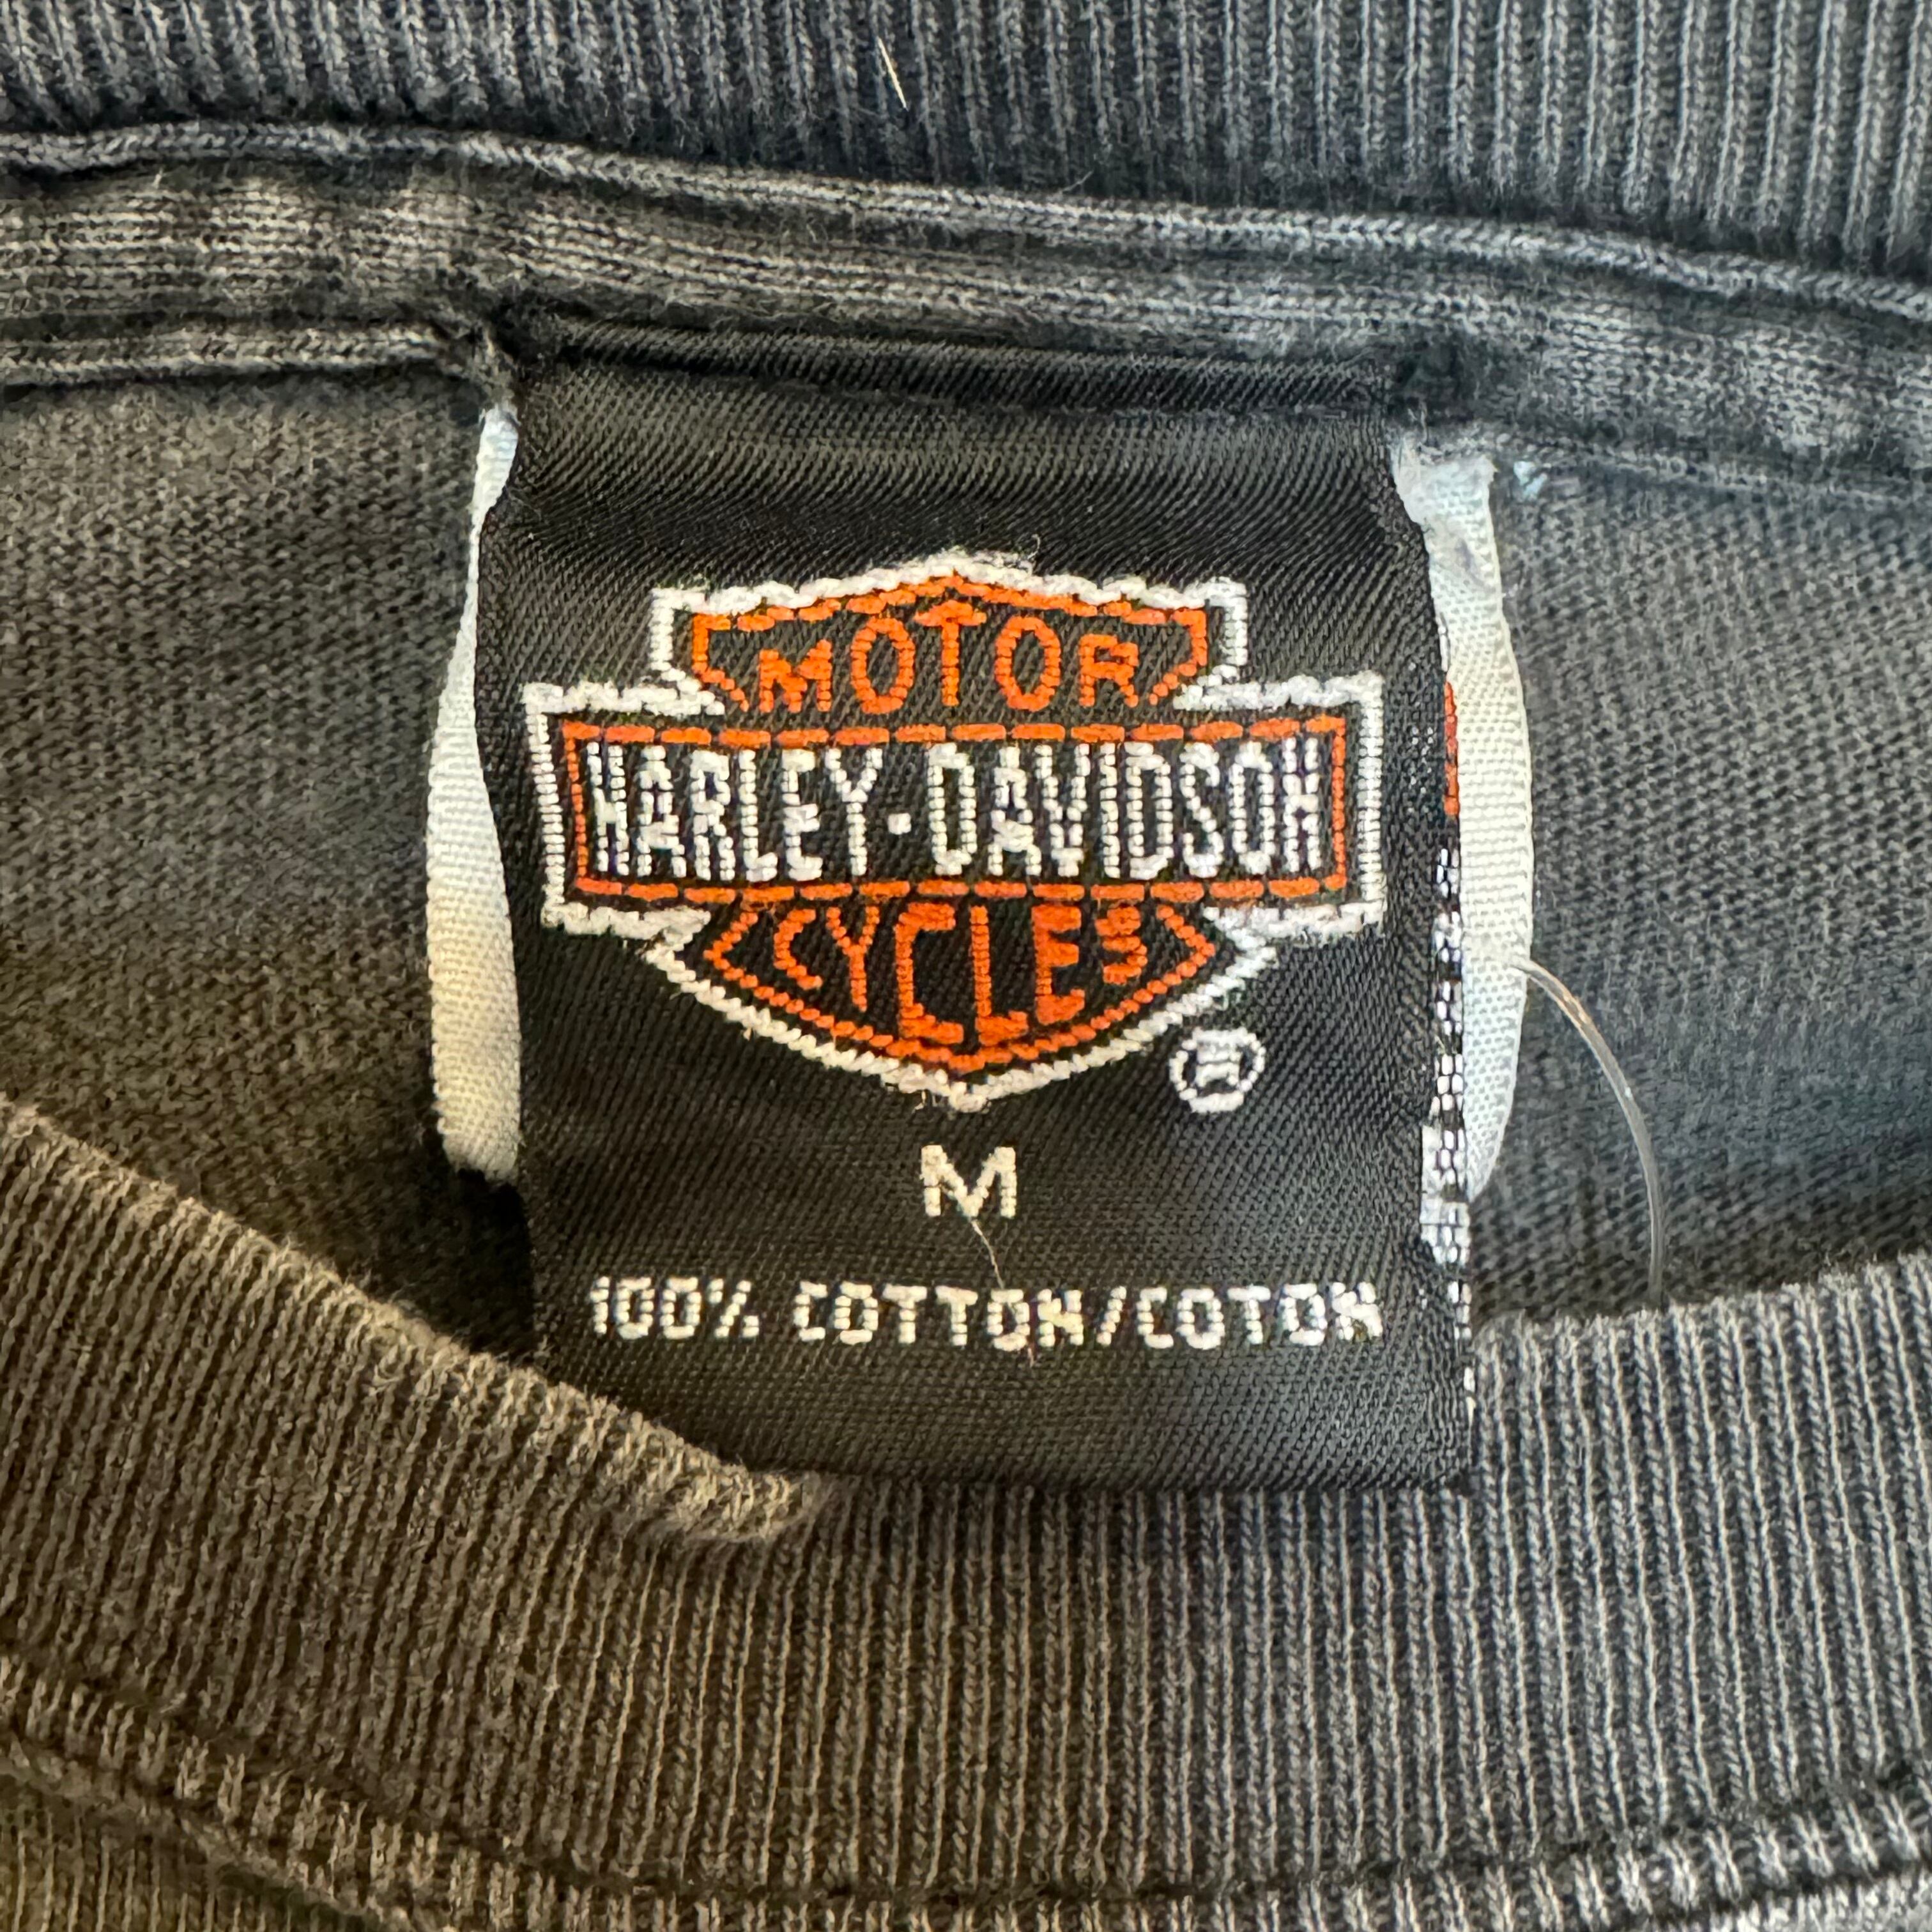 MOTOR
HARLEY-DAVIDSON
CYCLES
®
M
100% COTTON/COTON